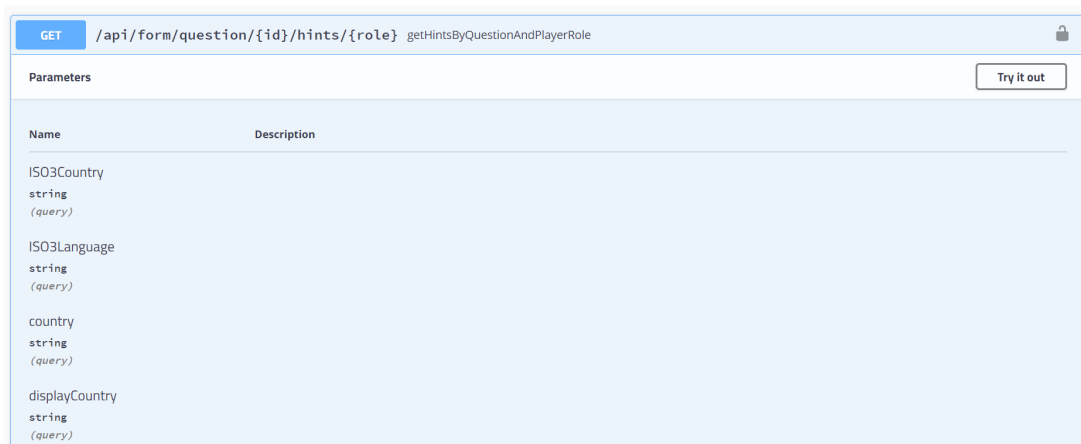 GET /api/form/question/{id}/hints/{role} getHintsByQuestionAndPlayerRole
Parameters Try it out
Name Description
ISO3Country
string
(query)
ISO3Language
string
(query)
country
string
(query)
displayCountry
string
(query)